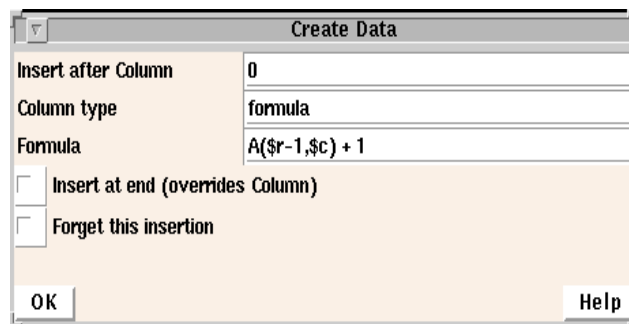 Create Data
Insert after Column 0
Column type formula
Formula A($r-1,$c) + 1
Insert at end (overrides Column)
Forget this insertion
OK Help